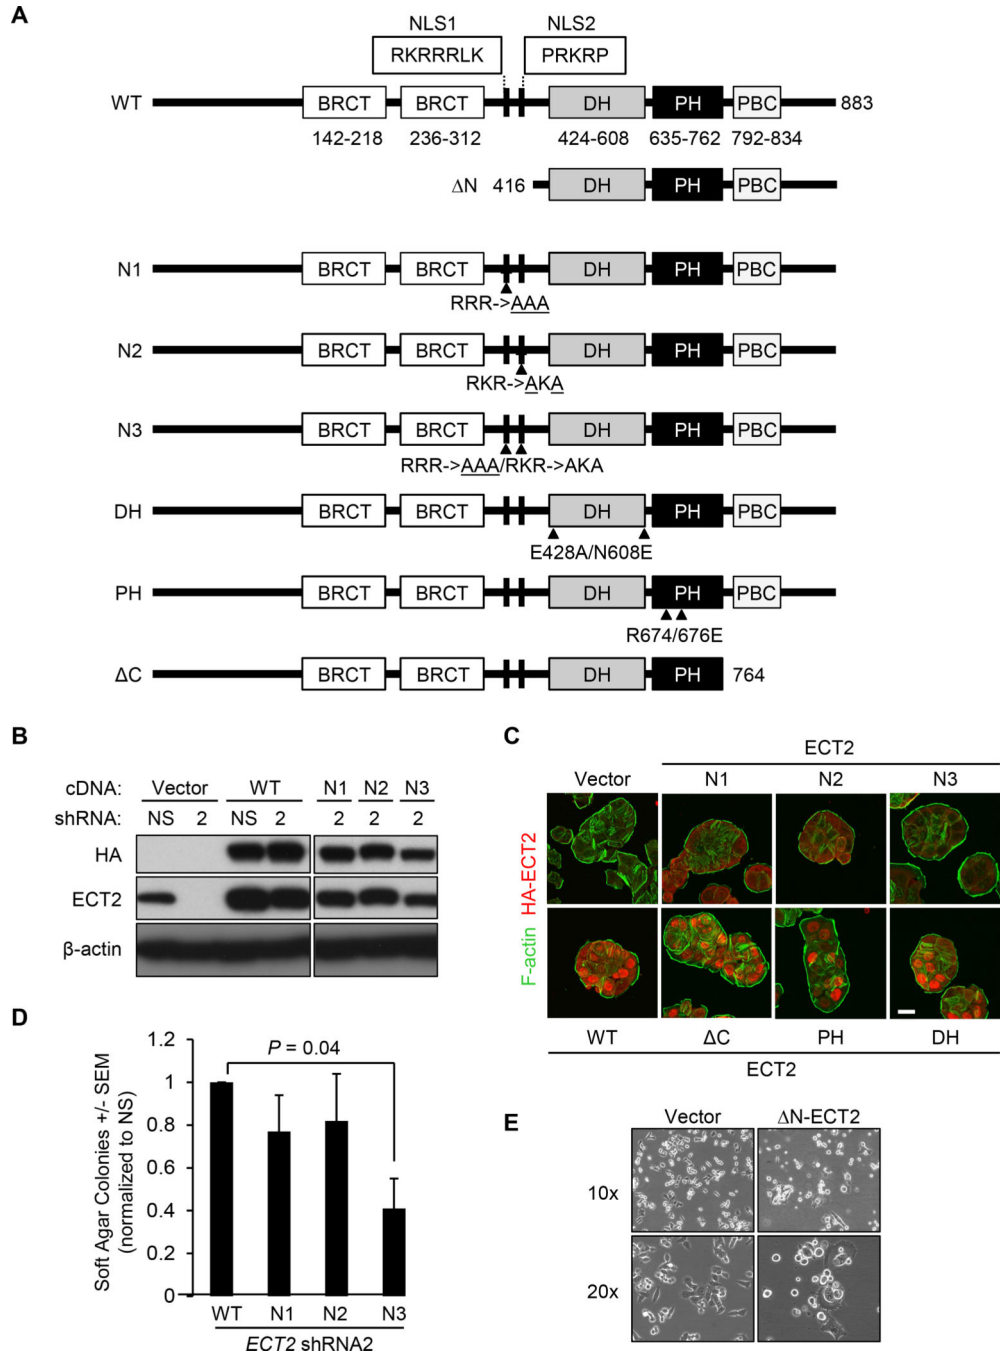 A
NLS1 NLS2
RKRRRLK PRKRP
WT BRCT BRCT DH PH PBC 883
142-218 236-312 424-608 635-762 792-834
ΔN 416 DH PH PBC
N1 BRCT BRCT DH PH PBC
RRR->AAA
N2 BRCT BRCT DH PH PBC
RKR->AKA
N3 BRCT BRCT DH PH PBC
RRR->AAA/RKR->AKA
DH BRCT BRCT DH PH PBC
E428A/N608E
PH BRCT BRCT DH PH PBC
R674/676E
ΔC BRCT BRCT DH PH 764
B
cDNA: Vector WT N1 N2 N3
shRNA: NS 2 NS 2 2 2 2
HA
ECT2
β-actin
C
ECT2
Vector N1 N2 N3
F-actin HA-ECT2
WT ΔC PH DH
ECT2
D
Soft Agar Colonies +/- SEM
(normalized to NS)
1.2
1
0.8
0.6
0.4
0.2
0
P = 0.04
WT N1 N2 N3
ECT2 shRNA2
E
Vector ΔN-ECT2
10x
20x